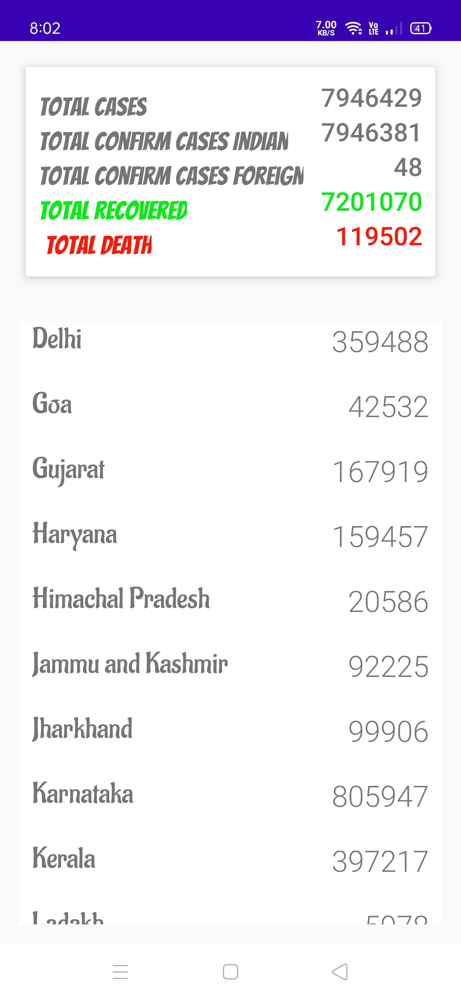 8:02 7.00 KB/S Vo LTE 41
TOTAL CASES 7946429
TOTAL CONFIRM CASES INDIAN 7946381
TOTAL CONFIRM CASES FOREIGN 48
TOTAL RECOVERED 7201070
TOTAL DEATH 119502
Delhi 359488
Goa 42532
Gujarat 167919
Haryana 159457
Himachal Pradesh 20586
Jammu and Kashmir 92225
Jharkhand 99906
Karnataka 805947
Kerala 397217
Ladakh